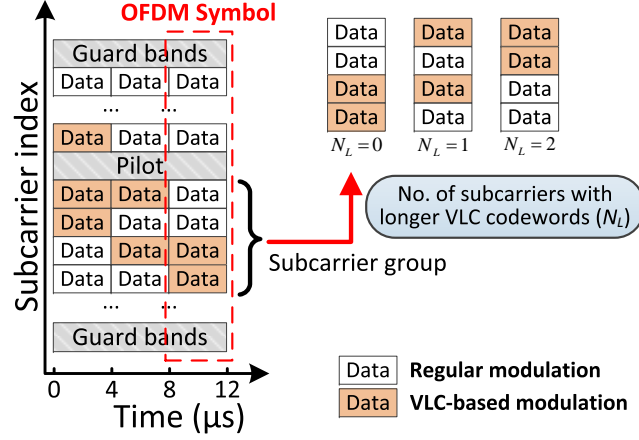 OFDM Symbol
Subcarrier index
Guard bands
Data Data Data
... ...
Data Data Data
Pilot
Data Data Data
Data Data Data
Data Data Data
Data Data Data
... ...
Guard bands
0 4 8 12
Time (μs)
Subcarrier group
Data Data Data
Data Data Data
Data Data Data
Data Data Data
N_L = 0 N_L = 1 N_L = 2
No. of subcarriers with
longer VLC codewords (N_L)
Data Regular modulation
Data VLC-based modulation